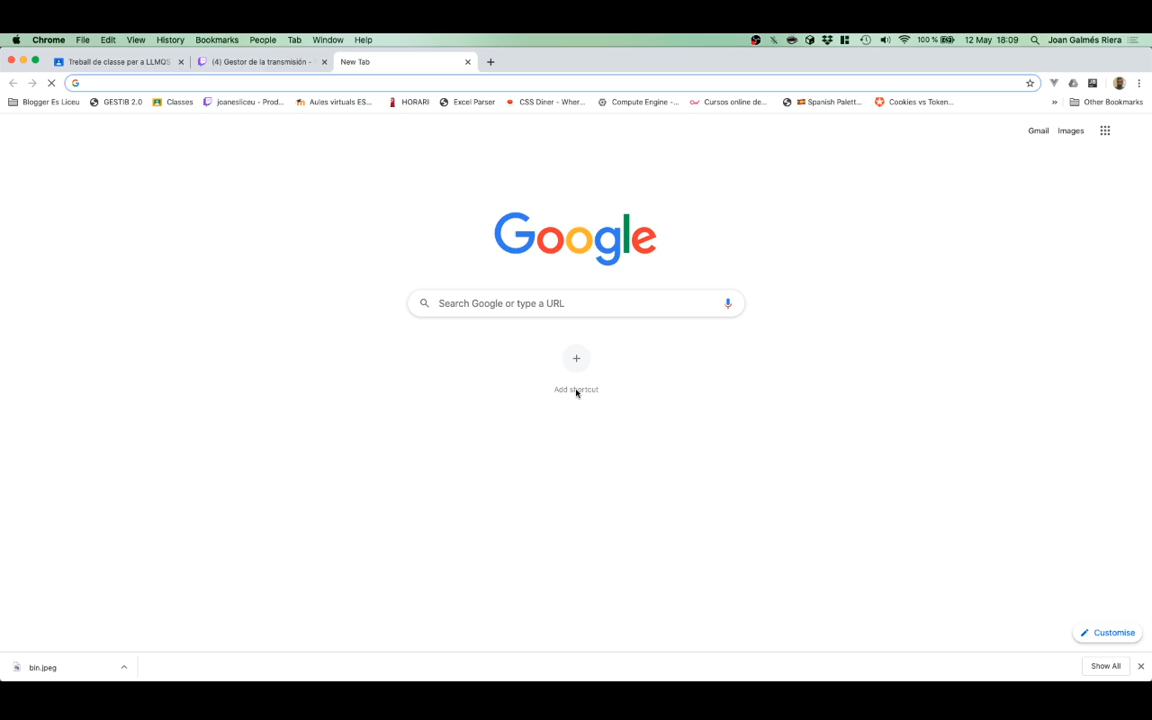 Chrome File Edit View History Bookmarks People Tab Window Help 100 % 12 May 18:09 Joan Galmés Riera
Treball de classe per a LLMQS (4) Gestor de la transmisión - New Tab
Blogger Es Liceu GESTIB 2.0 Classes joanesliceu - Prod... Aules virtuals ES... HORARI Excel Parser CSS Diner - Wher... Compute Engine -... Cursos online de... Spanish Palett... Cookies vs Token... » Other Bookmarks
Gmail Images
Google
Search Google or type a URL
Add shortcut
Customise
bin.jpeg Show All